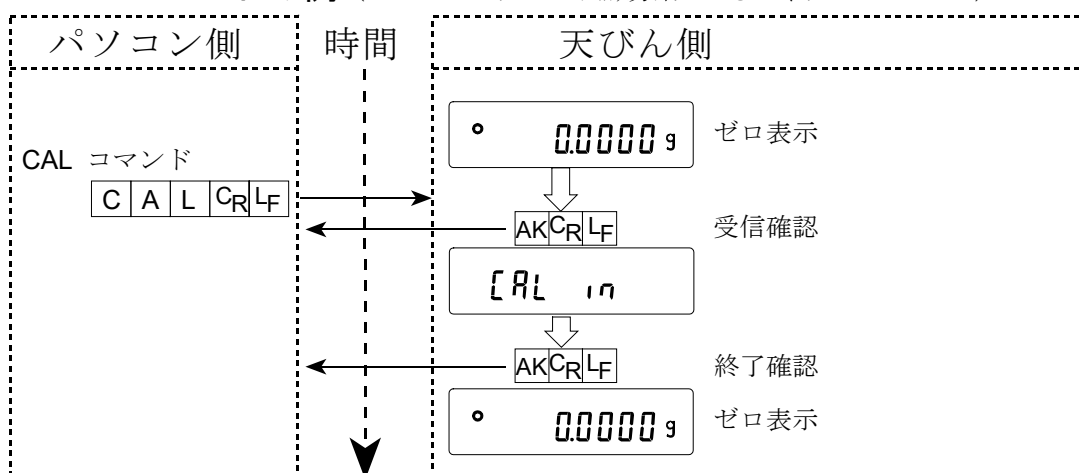 パソコン側 時間 天びん側
0.0000 g ゼロ表示
CAL コマンド
C A L CR LF
AK CR LF 受信確認
CAL in
AK CR LF 終了確認
0.0000 g ゼロ表示